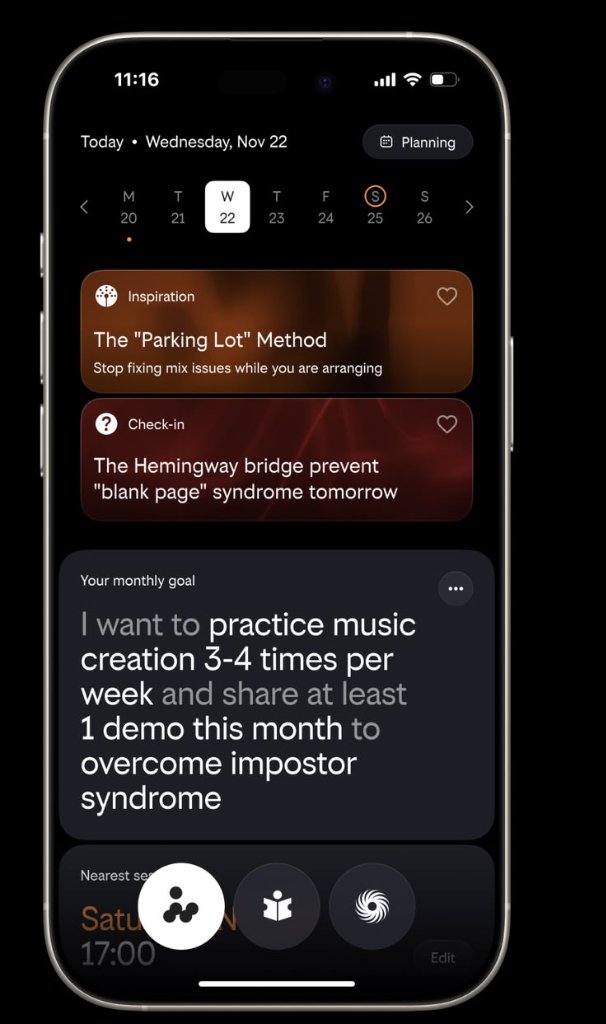 11:16
Today • Wednesday, Nov 22
Planning
M T W T F S S
20 21 22 23 24 25 26
Inspiration
The "Parking Lot" Method
Stop fixing mix issues while you are arranging
?
Check-in
The Hemingway bridge prevent
"blank page" syndrome tomorrow
Your monthly goal
I want to practice music
creation 3-4 times per
week and share at least
1 demo this month to
overcome impostor
syndrome
Nearest
17:00
Edit